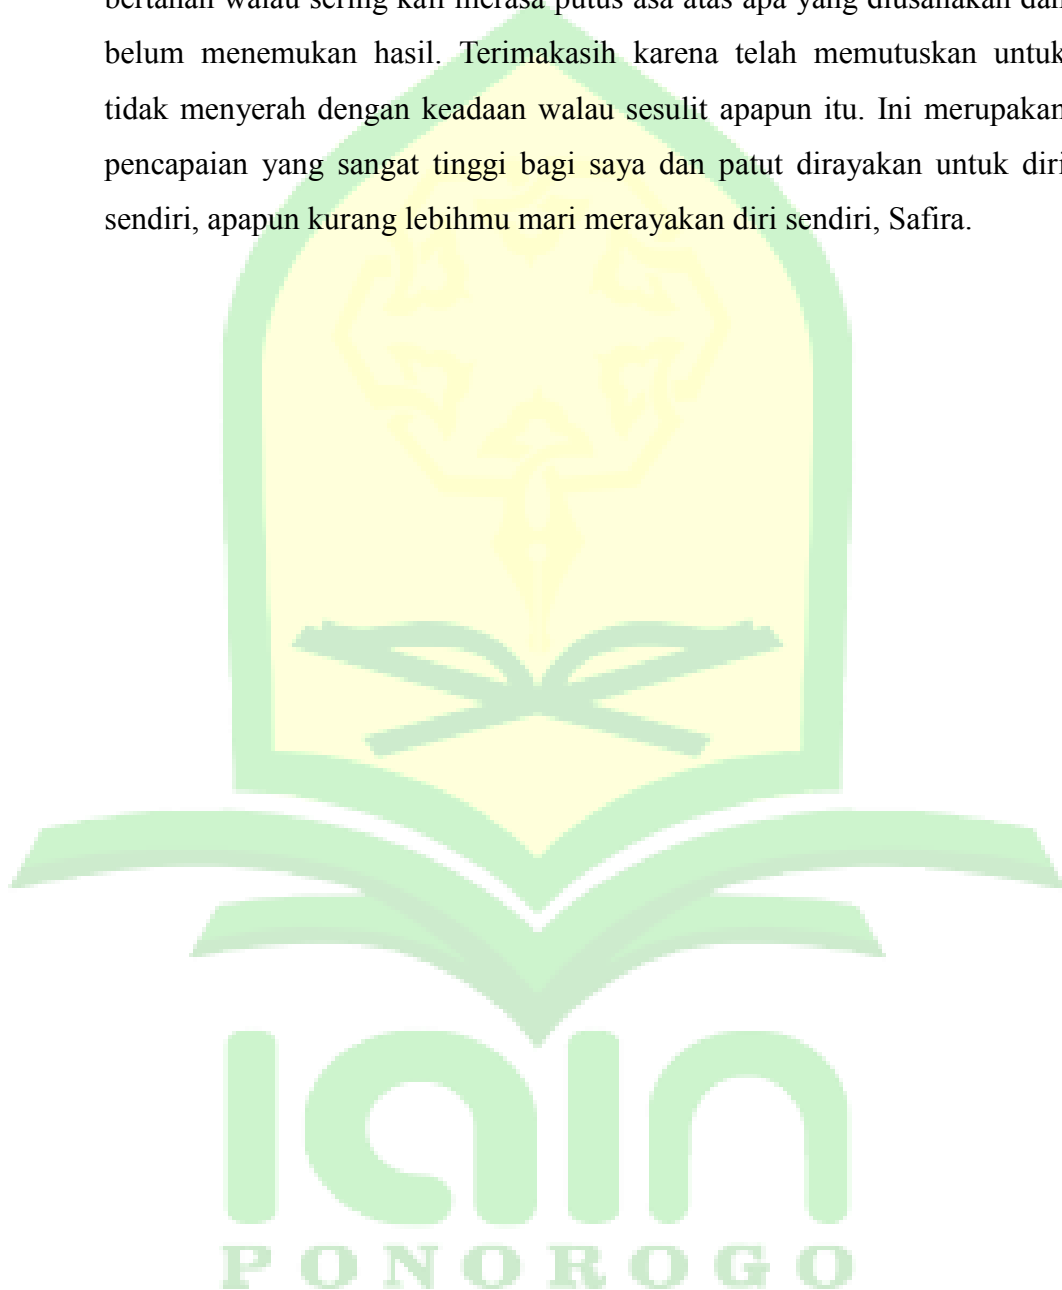 bertahan walau sering kali merasa putus asa atas apa yang diusahakan dan
belum menemukan hasil. Terimakasih karena telah memutuskan untuk
tidak menyerah dengan keadaan walau sesulit apapun itu. Ini merupakan
pencapaian yang sangat tinggi bagi saya dan patut dirayakan untuk diri
sendiri, apapun kurang lebihmu mari merayakan diri sendiri, Safira.
IAIN
PONOROGO